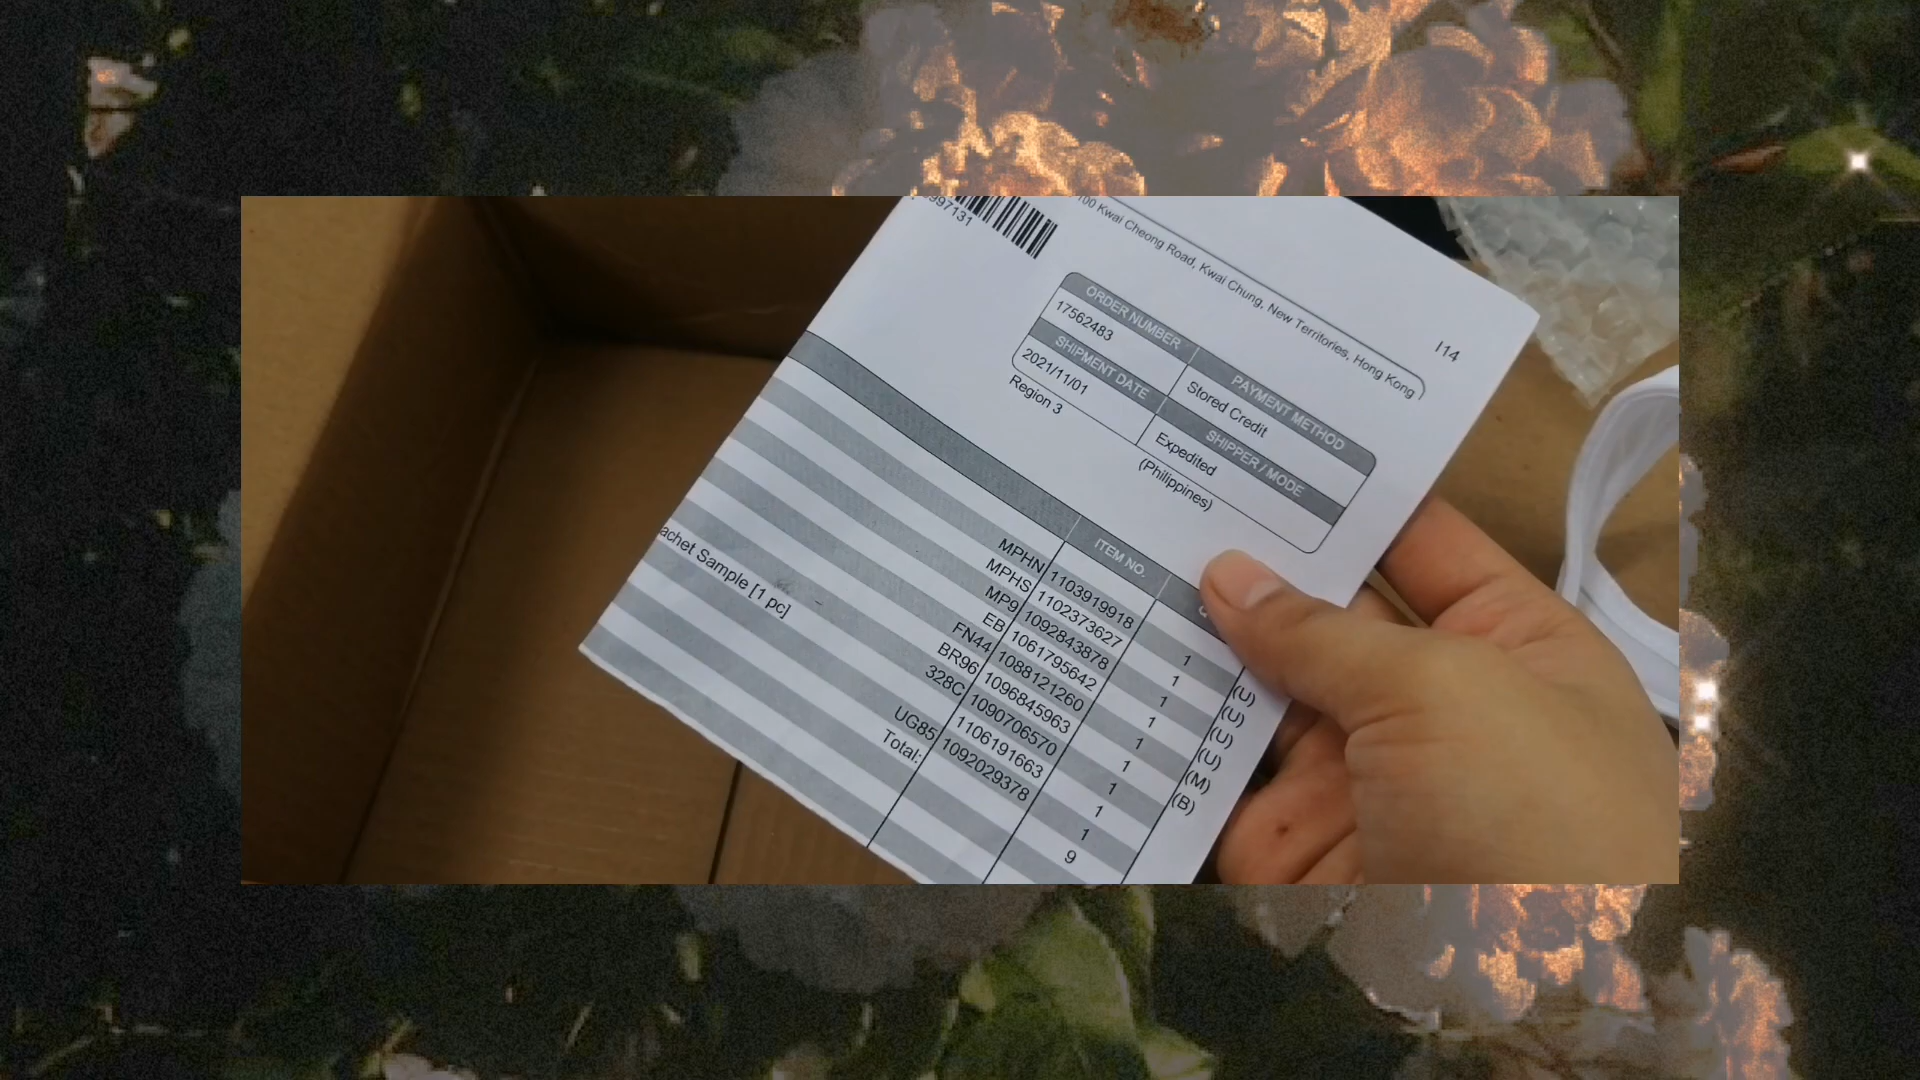 997131
100 Kwai Cheong Road, Kwai Chung, New Territories, Hong Kong
I14
ORDER NUMBER PAYMENT METHOD
17562483 Stored Credit
SHIPMENT DATE SHIPPER / MODE
2021/11/01 Expedited
Region 3 (Philippines)
ITEM NO.
MPHN 1103919918 1 (U)
MPHS 1102373627 1 (U)
MP9 1092843878 1 (U)
EB 1061795642 1 (U)
FN44 1088121260 1 (M)
BR96 1096845963 1 (B)
328C 1090706570 1
achet Sample [1 pc] 1106191663 1
UG85 1092029378 1
Total: 9